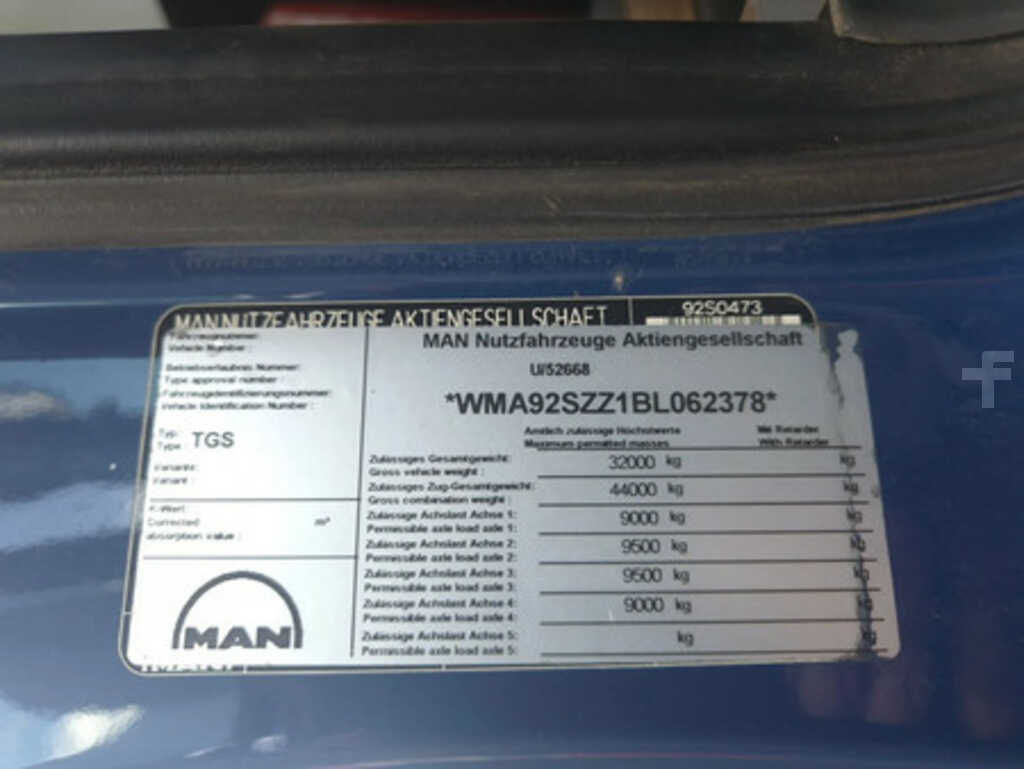 MAN NUTZFAHRZEUGE AKTIENGESELLSCHAFT
92S0473
MAN Nutzfahrzeuge Aktiengesellschaft
Fahrzeugnummer:
Vehicle Number :
U/52668
Betriebserlaubnis Nummer:
Type approval number :
Fahrzeugidentifizierungsnummer:
Vehicle Identification Number:
*WMA92SZZ1BL062378*
Typ:
Type : TGS
Variante:
Variant :
K-Wert:
Corrected m³
absorption value :
MAN
Amtlich zulässige Höchstwerte Mit Retarder
Maximum permitted masses With Retarder
Zulässiges Gesamtgewicht: 32000 kg kg
Gross vehicle weight :
Zulässiges Zug-Gesamtgewicht: 44000 kg kg
Gross combination weight :
Zulässige Achslast Achse 1: 9000 kg kg
Permissible axle load axle 1:
Zulässige Achslast Achse 2: 9500 kg kg
Permissible axle load axle 2:
Zulässige Achslast Achse 3: 9500 kg kg
Permissible axle load axle 3:
Zulässige Achslast Achse 4: 9000 kg kg
Permissible axle load axle 4:
Zulässige Achslast Achse 5: kg kg
Permissible axle load axle 5:
f